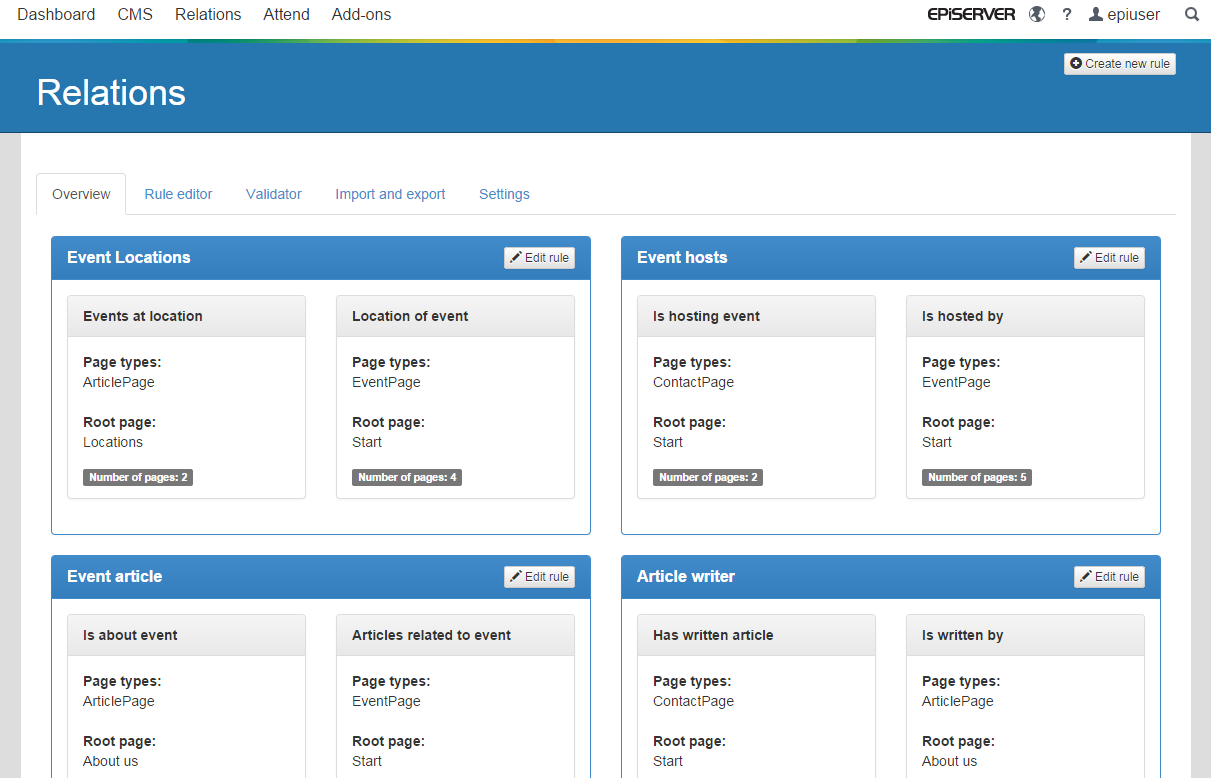 Dashboard CMS Relations Attend Add-ons EPiSERVER ? epiuser
Create new rule
Relations
Overview Rule editor Validator Import and export Settings
Event Locations Edit rule
Events at location
Page types:
ArticlePage
Root page:
Locations
Number of pages: 2
Location of event
Page types:
EventPage
Root page:
Start
Number of pages: 4
Event hosts Edit rule
Is hosting event
Page types:
ContactPage
Root page:
Start
Number of pages: 2
Is hosted by
Page types:
EventPage
Root page:
Start
Number of pages: 5
Event article Edit rule
Is about event
Page types:
ArticlePage
Root page:
About us
Articles related to event
Page types:
EventPage
Root page:
Start
Article writer Edit rule
Has written article
Page types:
ContactPage
Root page:
Start
Is written by
Page types:
ArticlePage
Root page:
About us